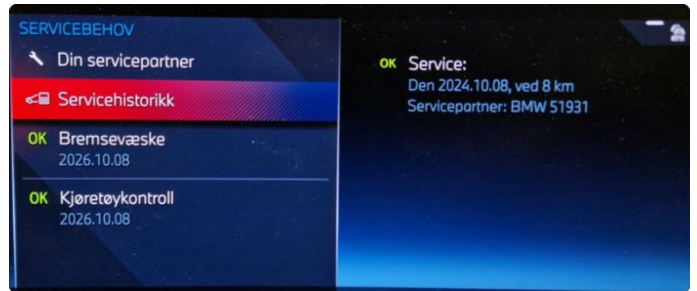 SERVICEBEHOV
Din servicepartner
Servicehistorikk
OK Bremsevæske
2026.10.08
OK Kjøretøykontroll
2026.10.08
OK Service:
Den 2024.10.08, ved 8 km
Servicepartner: BMW 51931